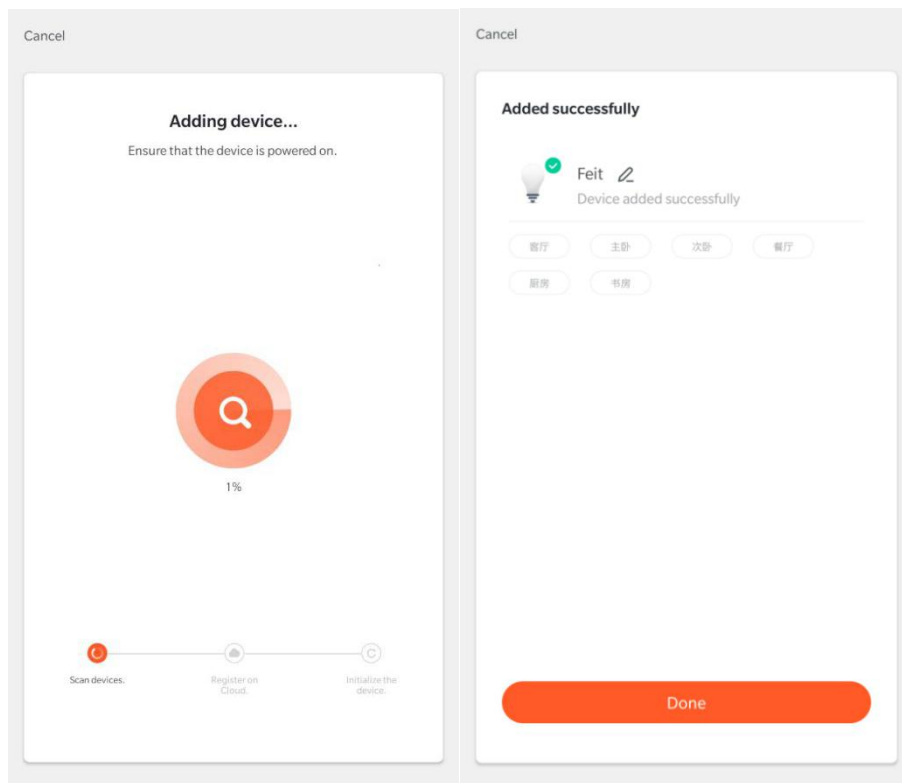 Cancel
Adding device...
Ensure that the device is powered on.
1%
Scan devices.
Register on
Cloud.
Initialize the
device.
Cancel
Added successfully
Feit
Device added successfully
客厅 主卧 次卧 餐厅
厨房 书房
Done